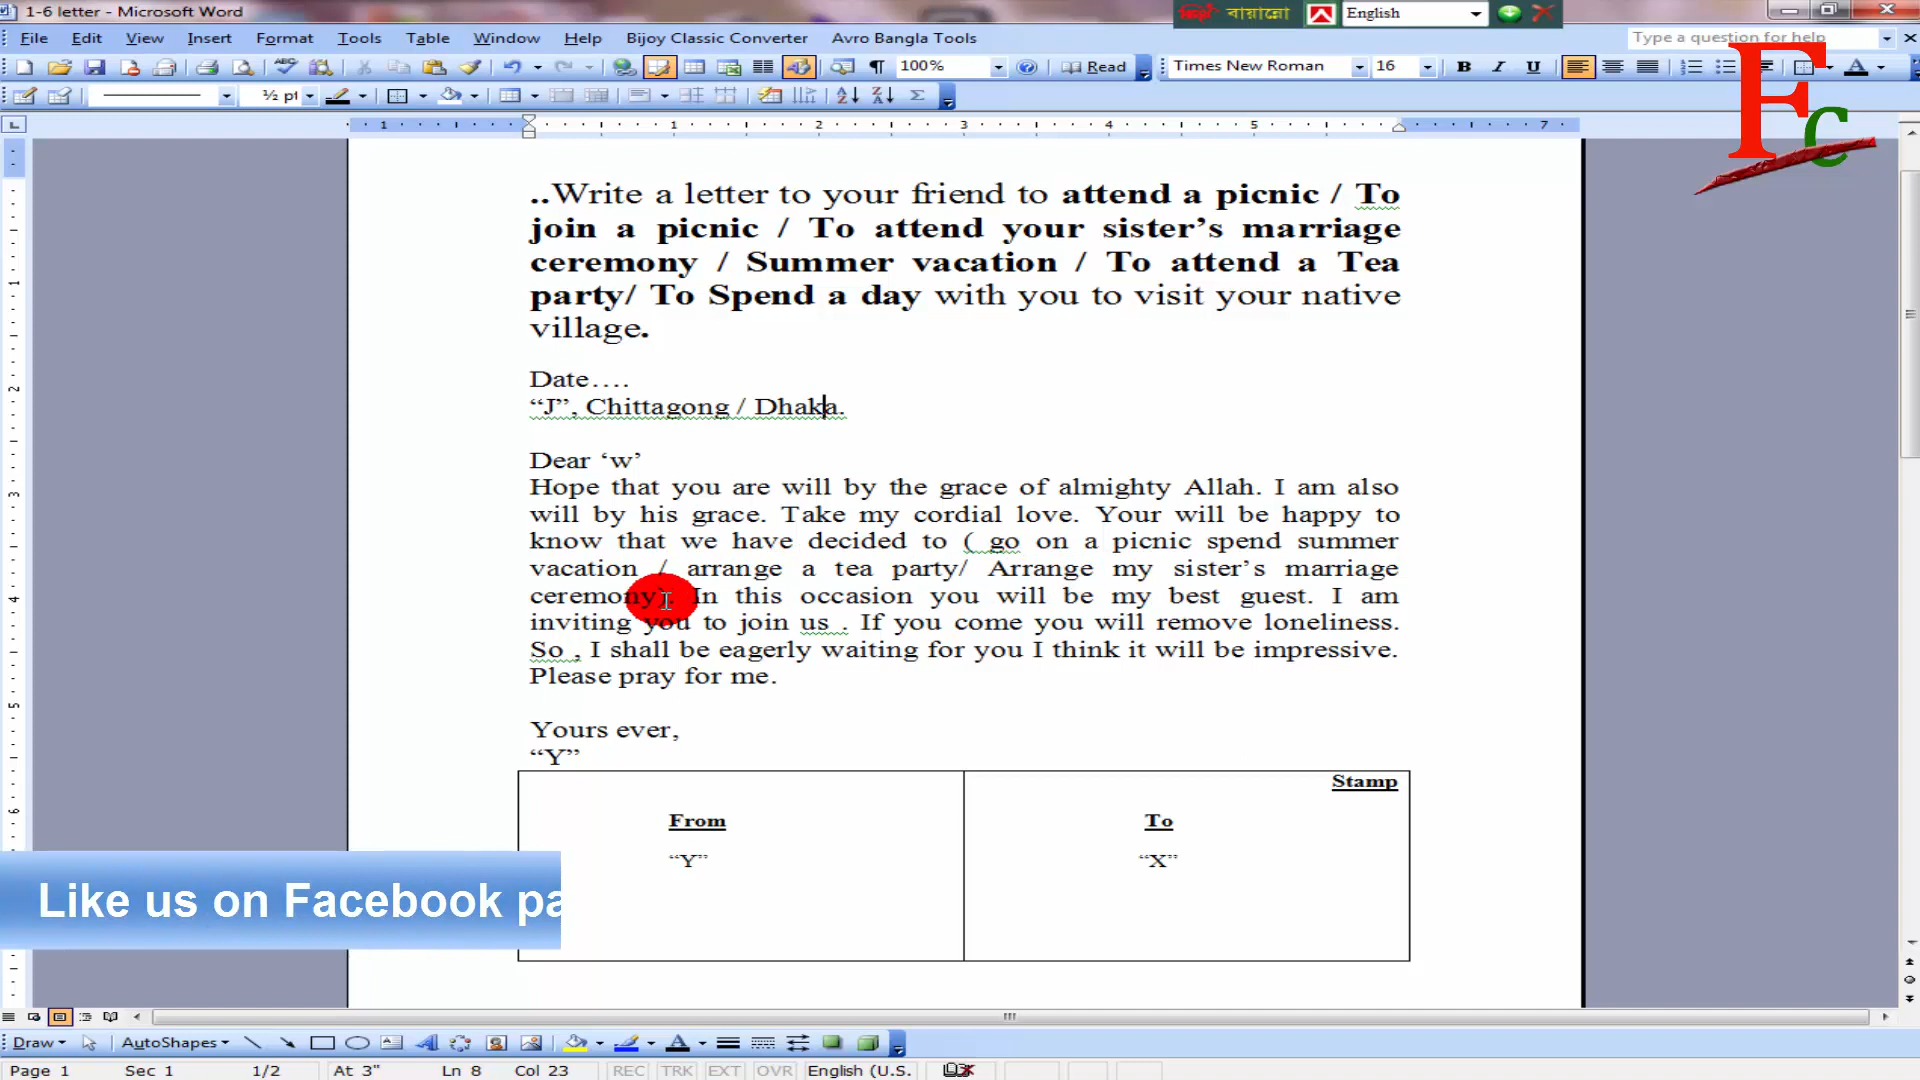 1-6 letter - Microsoft Word
বায়ান্নো English
File Edit View Insert Format Tools Table Window Help Bijoy Classic Converter Avro Bangla Tools
Type a question for help
100% Read Times New Roman 16 B I U
½ pt
1 1 2 3 4 5 7
FC
..Write a letter to your friend to attend a picnic / To
join a picnic / To attend your sister’s marriage
ceremony / Summer vacation / To attend a Tea
party/ To Spend a day with you to visit your native
village.
Date….
“J”, Chittagong / Dhaka.
Dear ‘w’
Hope that you are will by the grace of almighty Allah. I am also
will by his grace. Take my cordial love. Your will be happy to
know that we have decided to ( go on a picnic spend summer
vacation / arrange a tea party/ Arrange my sister’s marriage
ceremony). In this occasion you will be my best guest. I am
inviting you to join us . If you come you will remove loneliness.
So , I shall be eagerly waiting for you I think it will be impressive.
Please pray for me.
Yours ever,
“Y”
Stamp
From To
“Y” “X”
Like us on Facebook pa
Draw AutoShapes
Page 1 Sec 1 1/2 At 3" Ln 8 Col 23 REC TRK EXT OVR English (U.S.